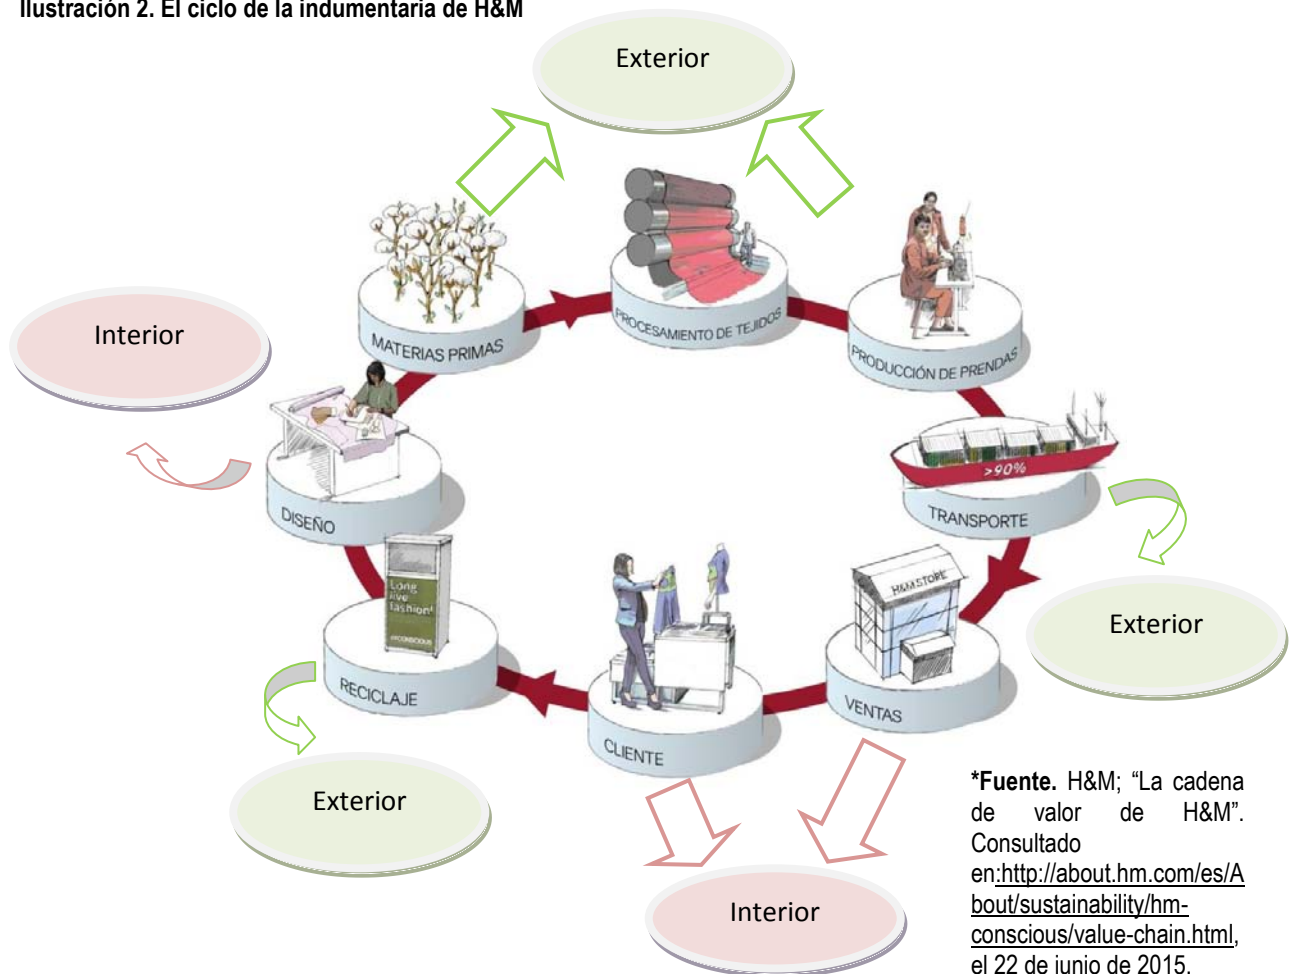 Ilustración 2. El ciclo de la indumentaria de H&M
Exterior
Interior
MATERIAS PRIMAS
PROCESAMIENTO DE TEJIDOS
PRODUCCIÓN DE PRENDAS
>90%
TRANSPORTE
DISEÑO
Long
live
fashion!
H&M STORE
Exterior
RECICLAJE
CLIENTE
VENTAS
Exterior
Interior
*Fuente. H&M; “La cadena
de valor de H&M”.
Consultado
en:http://about.hm.com/es/A
bout/sustainability/hm-
conscious/value-chain.html,
el 22 de junio de 2015.